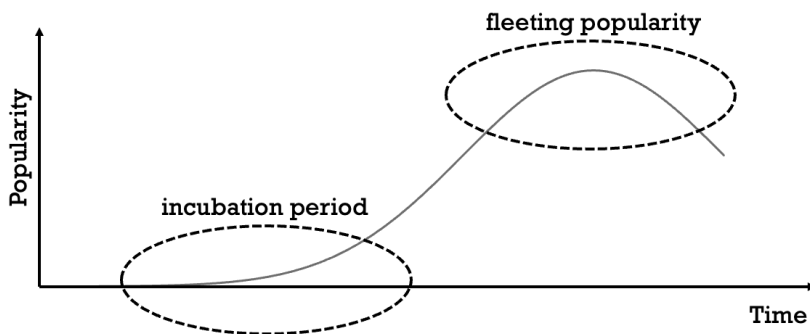 fleeting popularity
Popularity
incubation period
Time